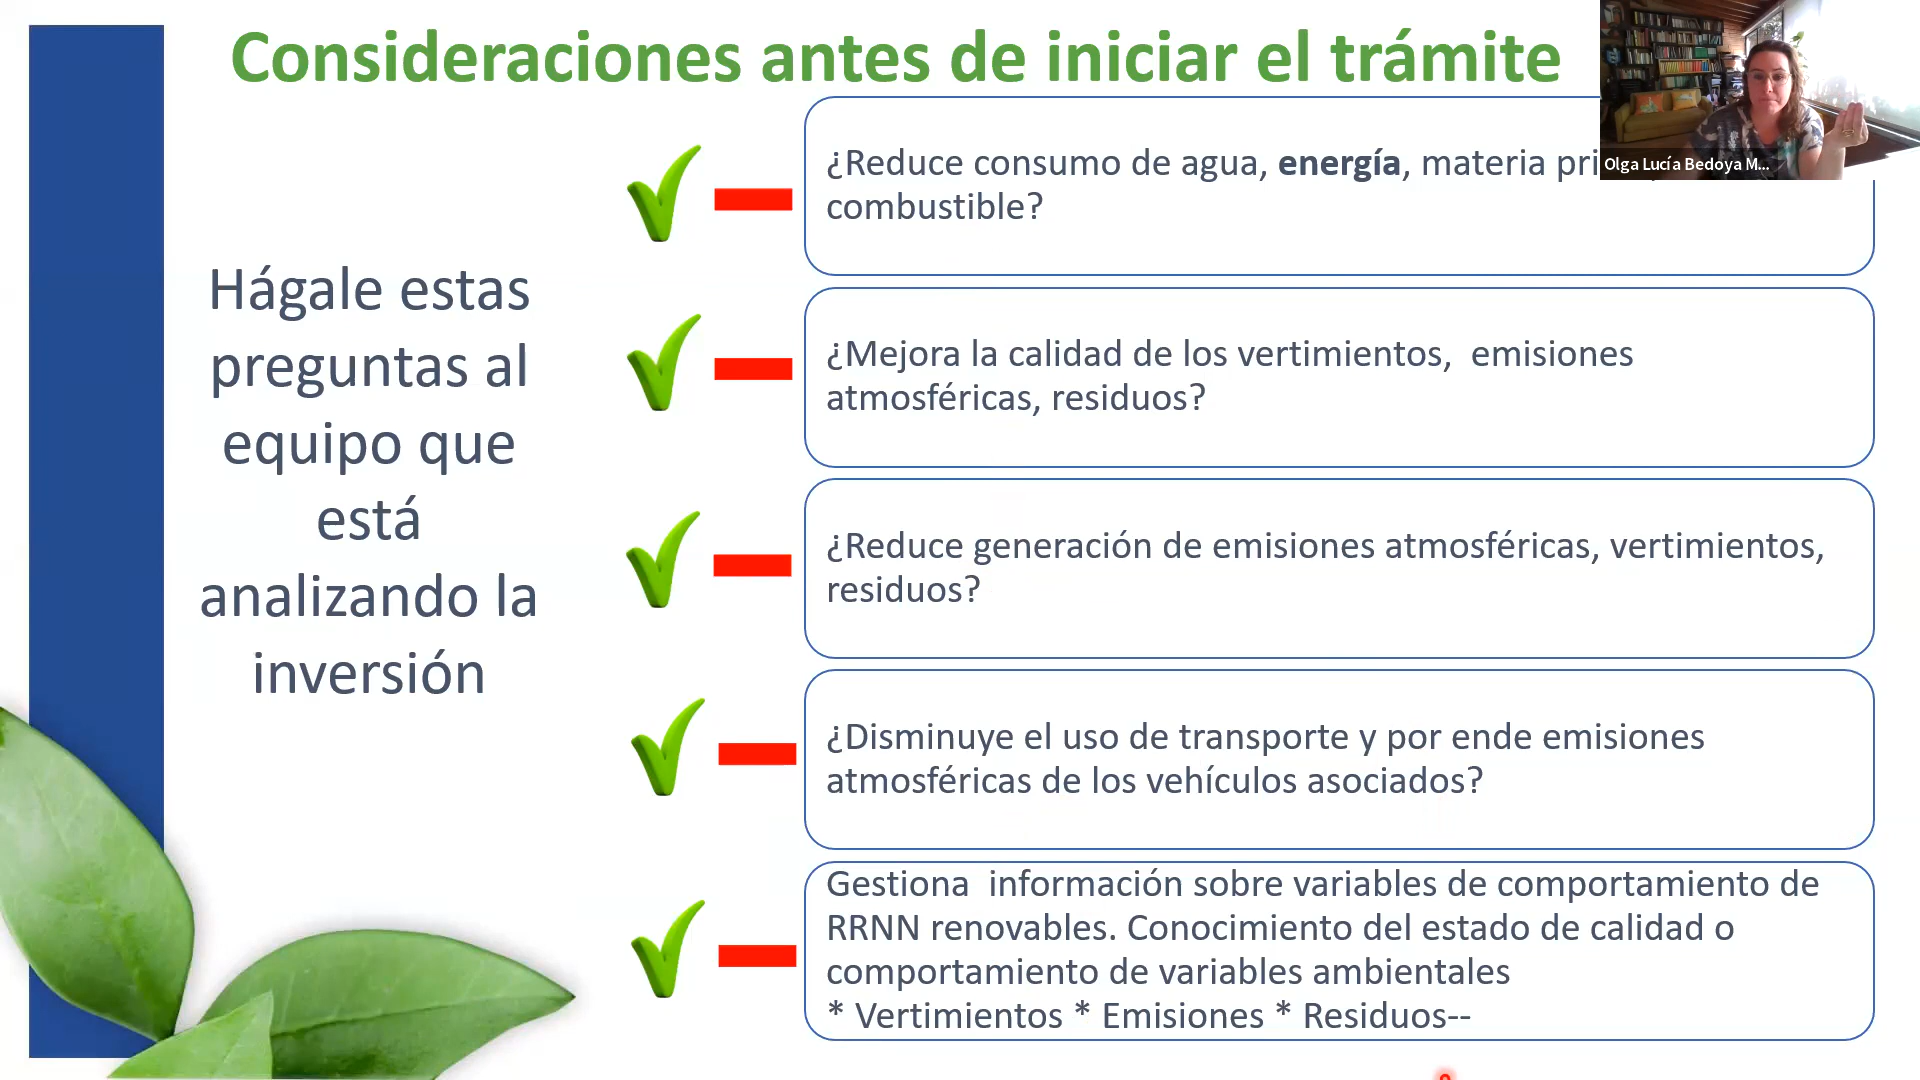 Consideraciones antes de iniciar el trámite
Hágale estas
preguntas al
equipo que
está
analizando la
inversión
¿Reduce consumo de agua, energía, materia
combustible?
¿Mejora la calidad de los vertimientos,  emisiones
atmosféricas, residuos?
¿Reduce generación de emisiones atmosféricas, vertimientos,
residuos?
¿Disminuye el uso de transporte y por ende emisiones
atmosféricas de los vehículos asociados?
Gestiona  información sobre variables de comportamiento de
RRNN renovables. Conocimiento del estado de calidad o
comportamiento de variables ambientales
* Vertimientos * Emisiones * Residuos--
Olga Lucía Bedoya M...